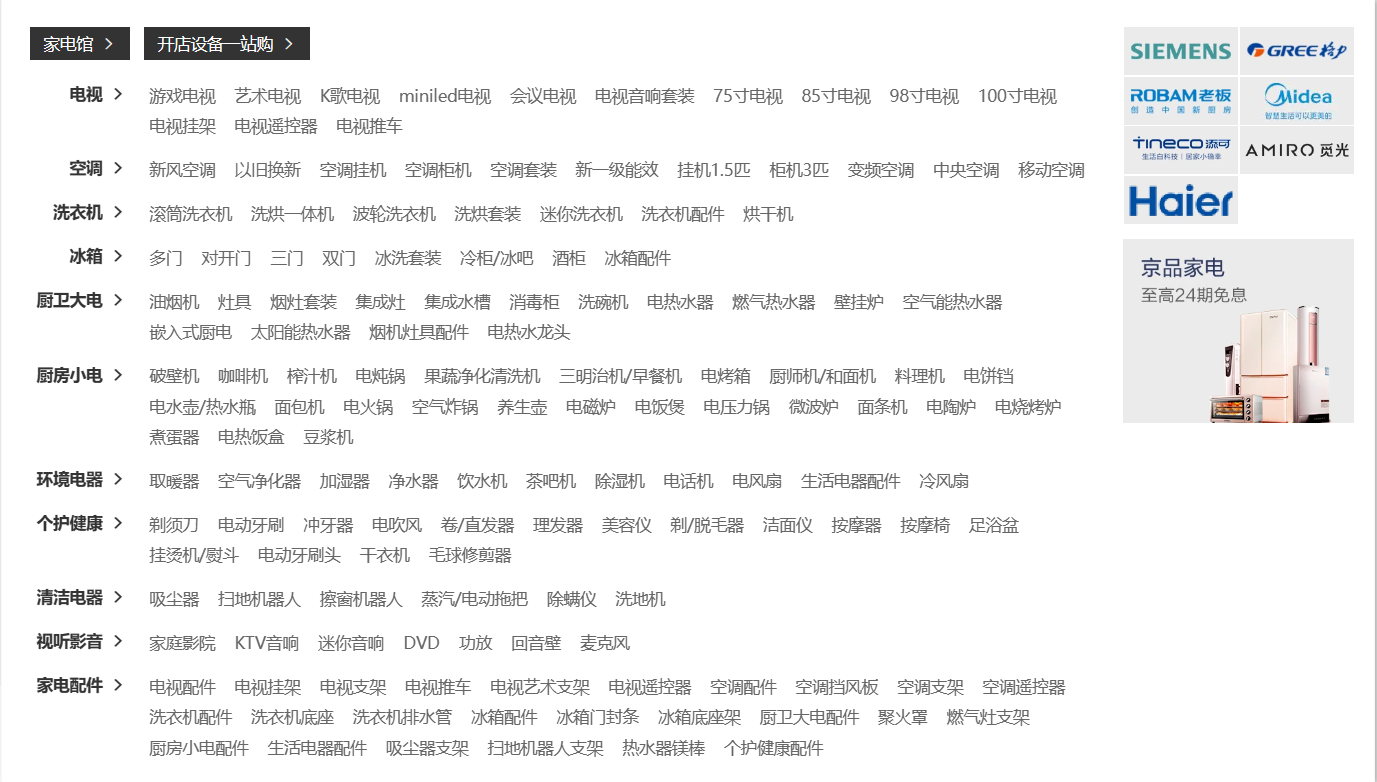 家电馆 > 开店设备一站购 >
电视 > 游戏电视 艺术电视 K歌电视 miniled电视 会议电视 电视音响套装 75寸电视 85寸电视 98寸电视 100寸电视
电视挂架 电视遥控器 电视推车
空调 > 新风空调 以旧换新 空调挂机 空调柜机 空调套装 新一级能效 挂机1.5匹 柜机3匹 变频空调 中央空调 移动空调
洗衣机 > 滚筒洗衣机 洗烘一体机 波轮洗衣机 洗烘套装 迷你洗衣机 洗衣机配件 烘干机
冰箱 > 多门 对开门 三门 双门 冰洗套装 冷柜/冰吧 酒柜 冰箱配件
厨卫大电 > 油烟机 灶具 烟灶套装 集成灶 集成水槽 消毒柜 洗碗机 电热水器 燃气热水器 壁挂炉 空气能热水器
嵌入式厨电 太阳能热水器 烟机灶具配件 电热水龙头
厨房小电 > 破壁机 咖啡机 榨汁机 电炖锅 果蔬净化清洗机 三明治机/早餐机 电烤箱 厨师机/和面机 料理机 电饼铛
电水壶/热水瓶 面包机 电火锅 空气炸锅 养生壶 电磁炉 电饭煲 电压力锅 微波炉 面条机 电陶炉 电烧烤炉
煮蛋器 电热饭盒 豆浆机
环境电器 > 取暖器 空气净化器 加湿器 净水器 饮水机 茶吧机 除湿机 电话机 电风扇 生活电器配件 冷风扇
个护健康 > 剃须刀 电动牙刷 冲牙器 电吹风 卷/直发器 理发器 美容仪 剃/脱毛器 洁面仪 按摩器 按摩椅 足浴盆
挂烫机/熨斗 电动牙刷头 干衣机 毛球修剪器
清洁电器 > 吸尘器 扫地机器人 擦窗机器人 蒸汽/电动拖把 除螨仪 洗地机
视听影音 > 家庭影院 KTV音响 迷你音响 DVD 功放 回音壁 麦克风
家电配件 > 电视配件 电视挂架 电视支架 电视推车 电视艺术支架 电视遥控器 空调配件 空调挡风板 空调支架 空调遥控器
洗衣机配件 洗衣机底座 洗衣机排水管 冰箱配件 冰箱门封条 冰箱底座架 厨卫大电配件 聚火罩 燃气灶支架
厨房小电配件 生活电器配件 吸尘器支架 扫地机器人支架 热水器镁棒 个护健康配件
SIEMENS GREE格力
ROBAM老板 Midea
创造中国新厨房 智慧生活可以更美的
TINECO添可 AMIRO 觅光
生活白科技 | 居家小确幸
Haier
京品家电
至高24期免息